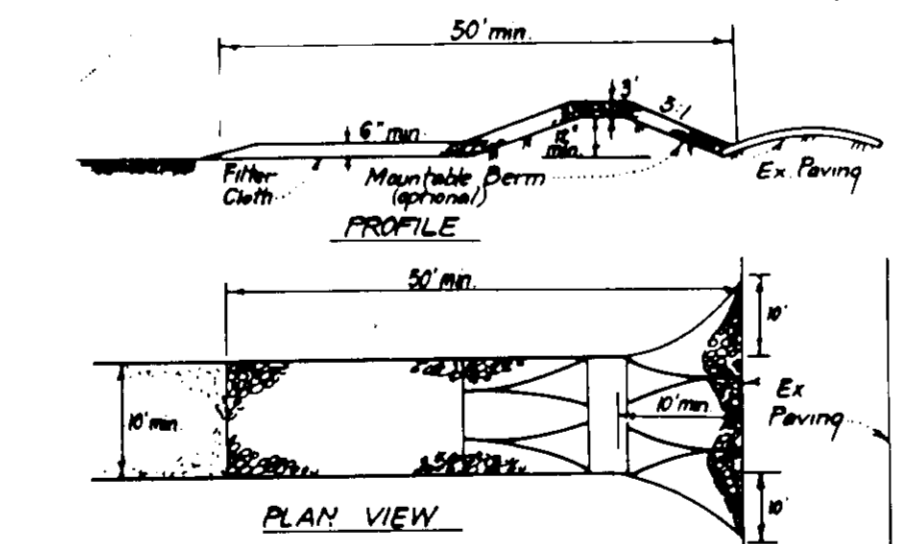 50' min.
3'
3:1
6" min.
12"
min.
Filter
Cloth
Mountable Berm
(optional)
Ex. Paving
PROFILE
50' min.
10'
10' min.
10' min.
Ex
Paving
10'
PLAN VIEW